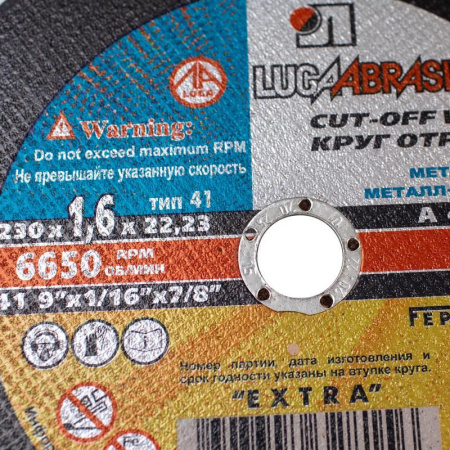 LUGA
LUGAABRASI
CUT-OFF
КРУГ ОТР
МЕТ
МЕТАЛЛ-
Warning:
Do not exceed maximum RPM
Не превышайте указанную скорость
тип 41
230 x 1,6 x 22,23
6650 RPM
ОБ/МИН
41 9"x1/16"x7/8"
Номер партии, дата изготовления и
срок годности указаны на втулке круга.
"EXTRA"
Fe